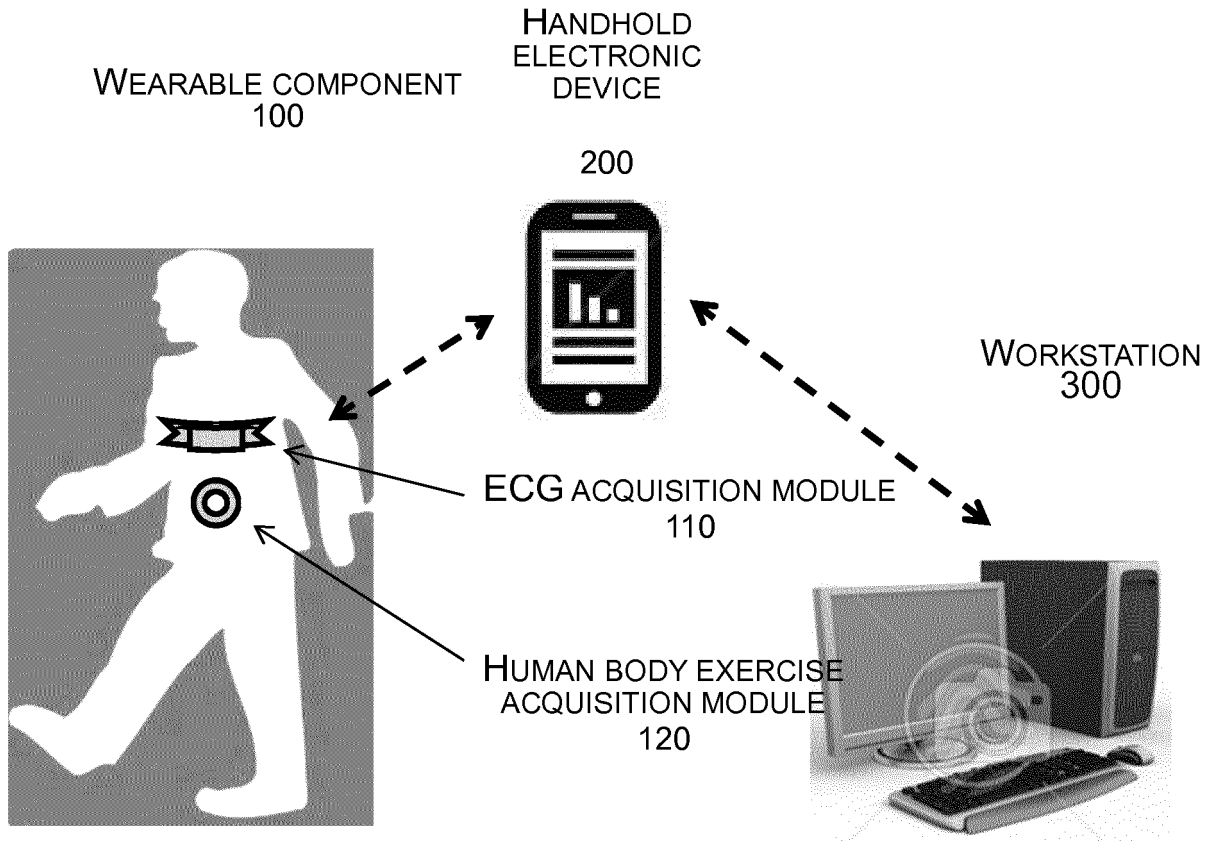 HANDHOLD
ELECTRONIC
DEVICE
200
WEARABLE COMPONENT
100
WORKSTATION
300
ECG ACQUISITION MODULE
110
HUMAN BODY EXERCISE
ACQUISITION MODULE
120